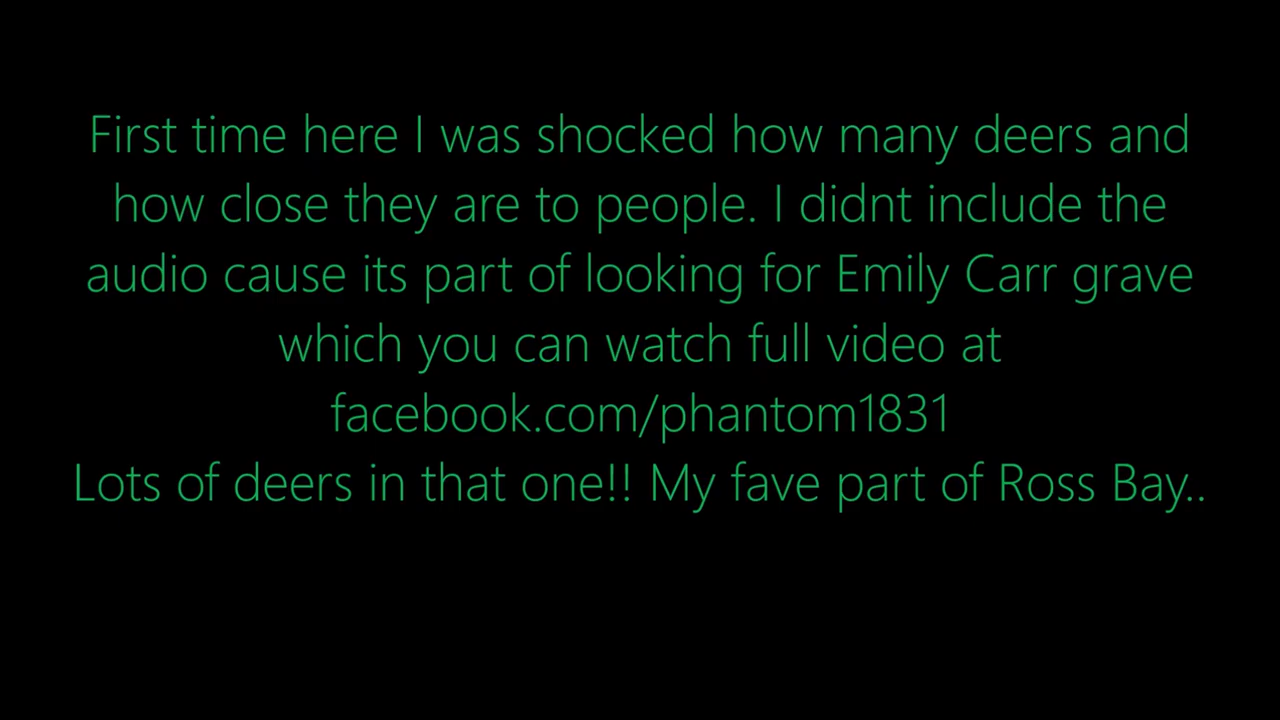 First time here I was shocked how many deers and
how close they are to people. I didnt include the
audio cause its part of looking for Emily Carr grave
which you can watch full video at
facebook.com/phantom1831
Lots of deers in that one!! My fave part of Ross Bay..